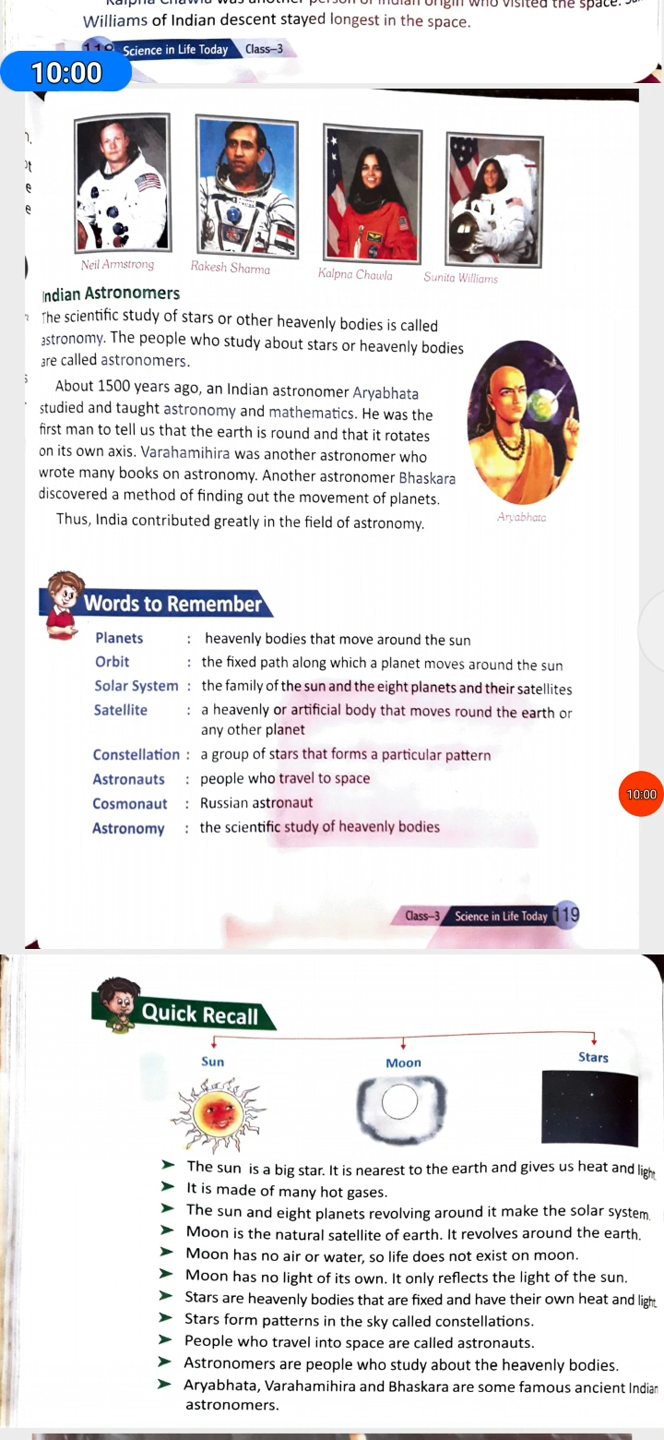 Kalpna Chawla was another person of Indian origin who visited the space.
Williams of Indian descent stayed longest in the space.
118 Science in Life Today Class–3
10:00
Neil Armstrong
Rakesh Sharma
Kalpna Chawla
Sunita Williams
Indian Astronomers
The scientific study of stars or other heavenly bodies is called
astronomy. The people who study about stars or heavenly bodies
are called astronomers.
About 1500 years ago, an Indian astronomer Aryabhata
studied and taught astronomy and mathematics. He was the
first man to tell us that the earth is round and that it rotates
on its own axis. Varahamihira was another astronomer who
wrote many books on astronomy. Another astronomer Bhaskara
discovered a method of finding out the movement of planets.
Thus, India contributed greatly in the field of astronomy.
Aryabhata
Words to Remember
Planets : heavenly bodies that move around the sun
Orbit : the fixed path along which a planet moves around the sun
Solar System : the family of the sun and the eight planets and their satellites
Satellite : a heavenly or artificial body that moves round the earth or
any other planet
Constellation : a group of stars that forms a particular pattern
Astronauts : people who travel to space
10:00
Cosmonaut : Russian astronaut
Astronomy : the scientific study of heavenly bodies
Class–3 Science in Life Today 119
Quick Recall
Sun
Moon
Stars
➤ The sun is a big star. It is nearest to the earth and gives us heat and light
➤ It is made of many hot gases.
➤ The sun and eight planets revolving around it make the solar system.
➤ Moon is the natural satellite of earth. It revolves around the earth.
➤ Moon has no air or water, so life does not exist on moon.
➤ Moon has no light of its own. It only reflects the light of the sun.
➤ Stars are heavenly bodies that are fixed and have their own heat and light.
➤ Stars form patterns in the sky called constellations.
➤ People who travel into space are called astronauts.
➤ Astronomers are people who study about the heavenly bodies.
➤ Aryabhata, Varahamihira and Bhaskara are some famous ancient Indian
astronomers.